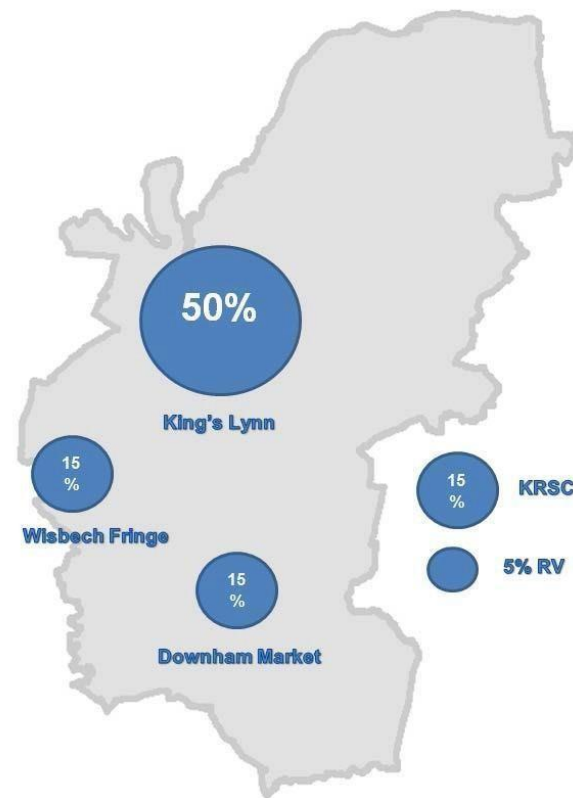 50%
King's Lynn
15
%
Wisbech Fringe
15
%
KRSC
5% RV
15
%
Downham Market